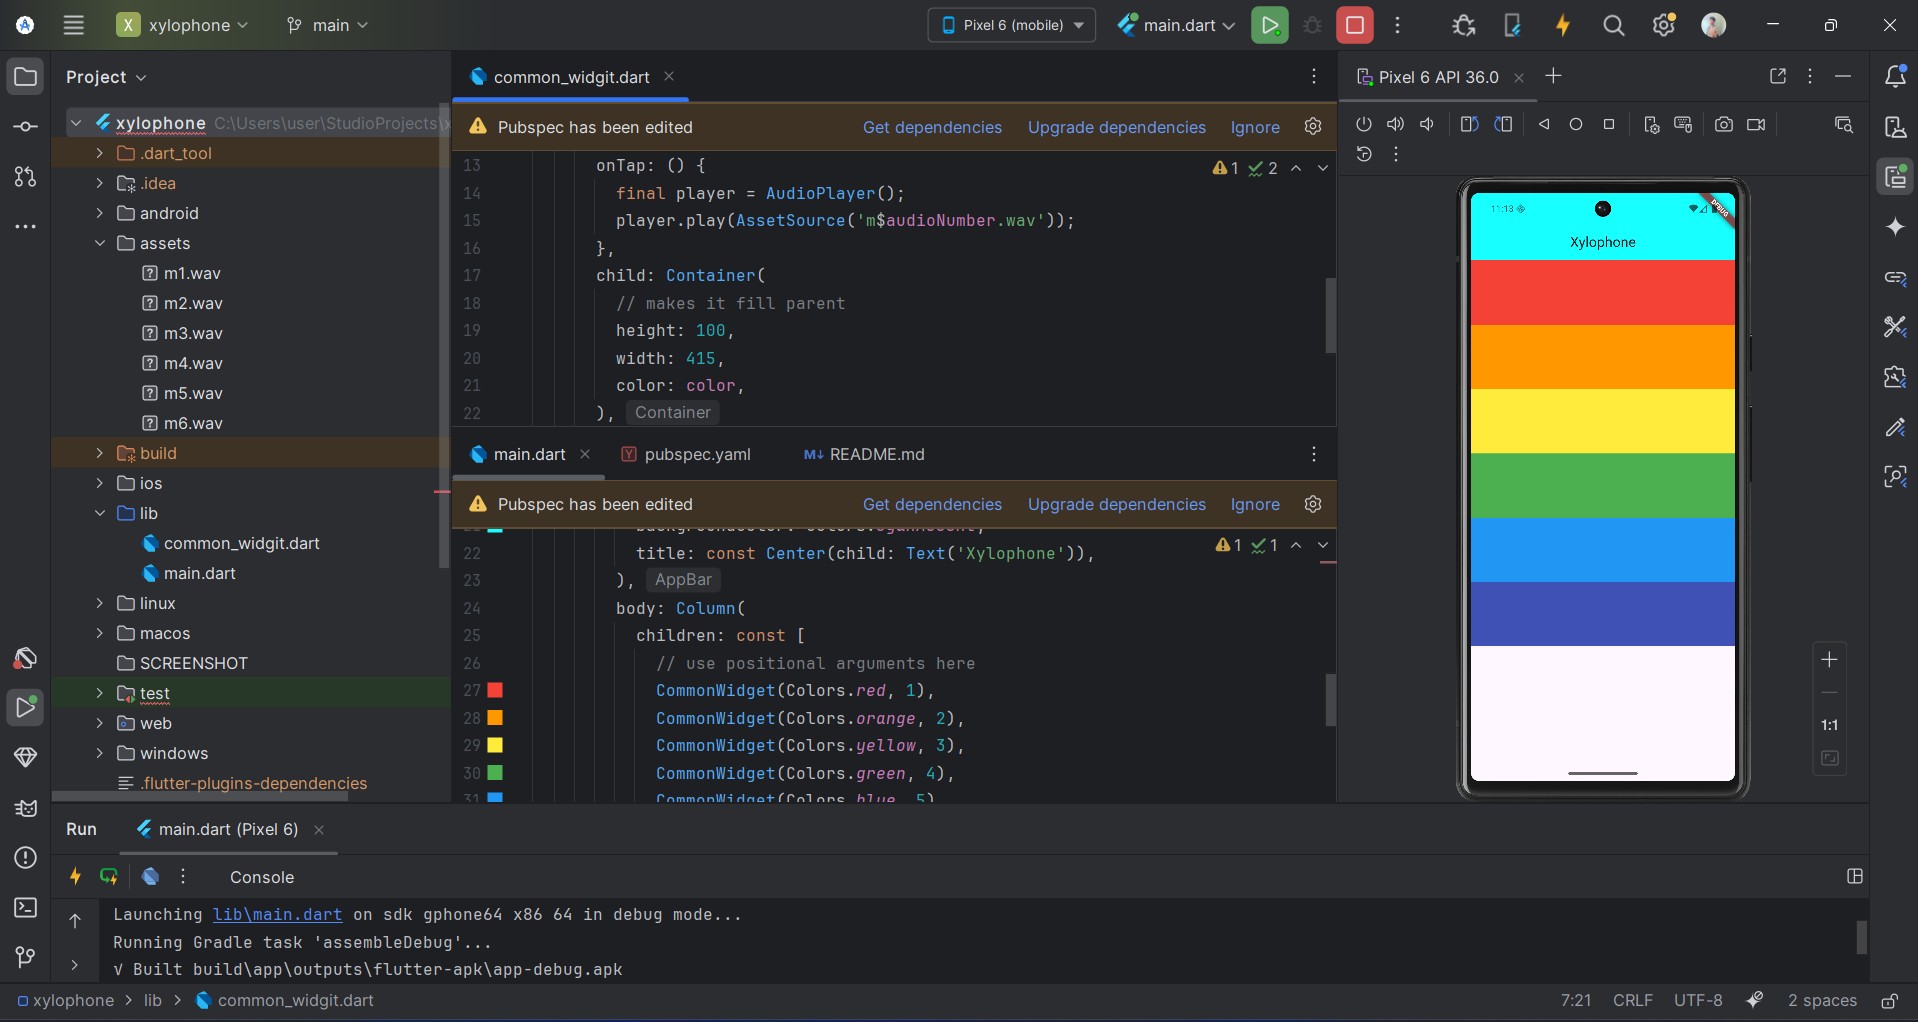 X xylophone main Pixel 6 (mobile) main.dart
Project
xylophone C:\Users\user\StudioProjects\x
.dart_tool
.idea
android
assets
m1.wav
m2.wav
m3.wav
m4.wav
m5.wav
m6.wav
build
ios
lib
common_widgit.dart
main.dart
linux
macos
SCREENSHOT
test
web
windows
.flutter-plugins-dependencies
common_widgit.dart
Pubspec has been edited Get dependencies Upgrade dependencies Ignore
1 2
13 onTap: () {
14 final player = AudioPlayer();
15 player.play(AssetSource('m$audioNumber.wav'));
16 },
17 child: Container(
18 // makes it fill parent
19 height: 100,
20 width: 415,
21 color: color,
22 ), Container
main.dart pubspec.yaml M↓ README.md
Pubspec has been edited Get dependencies Upgrade dependencies Ignore
1 1
22 title: const Center(child: Text('Xylophone')),
23 ), AppBar
24 body: Column(
25 children: const [
26 // use positional arguments here
27 CommonWidget(Colors.red, 1),
28 CommonWidget(Colors.orange, 2),
29 CommonWidget(Colors.yellow, 3),
30 CommonWidget(Colors.green, 4),
31 CommonWidget(Colors.blue, 5)
Pixel 6 API 36.0
11:13
DEBUG
Xylophone
1:1
Run main.dart (Pixel 6)
Console
Launching lib\main.dart on sdk gphone64 x86 64 in debug mode...
Running Gradle task 'assembleDebug'...
√ Built build\app\outputs\flutter-apk\app-debug.apk
xylophone > lib > common_widgit.dart 7:21 CRLF UTF-8 2 spaces